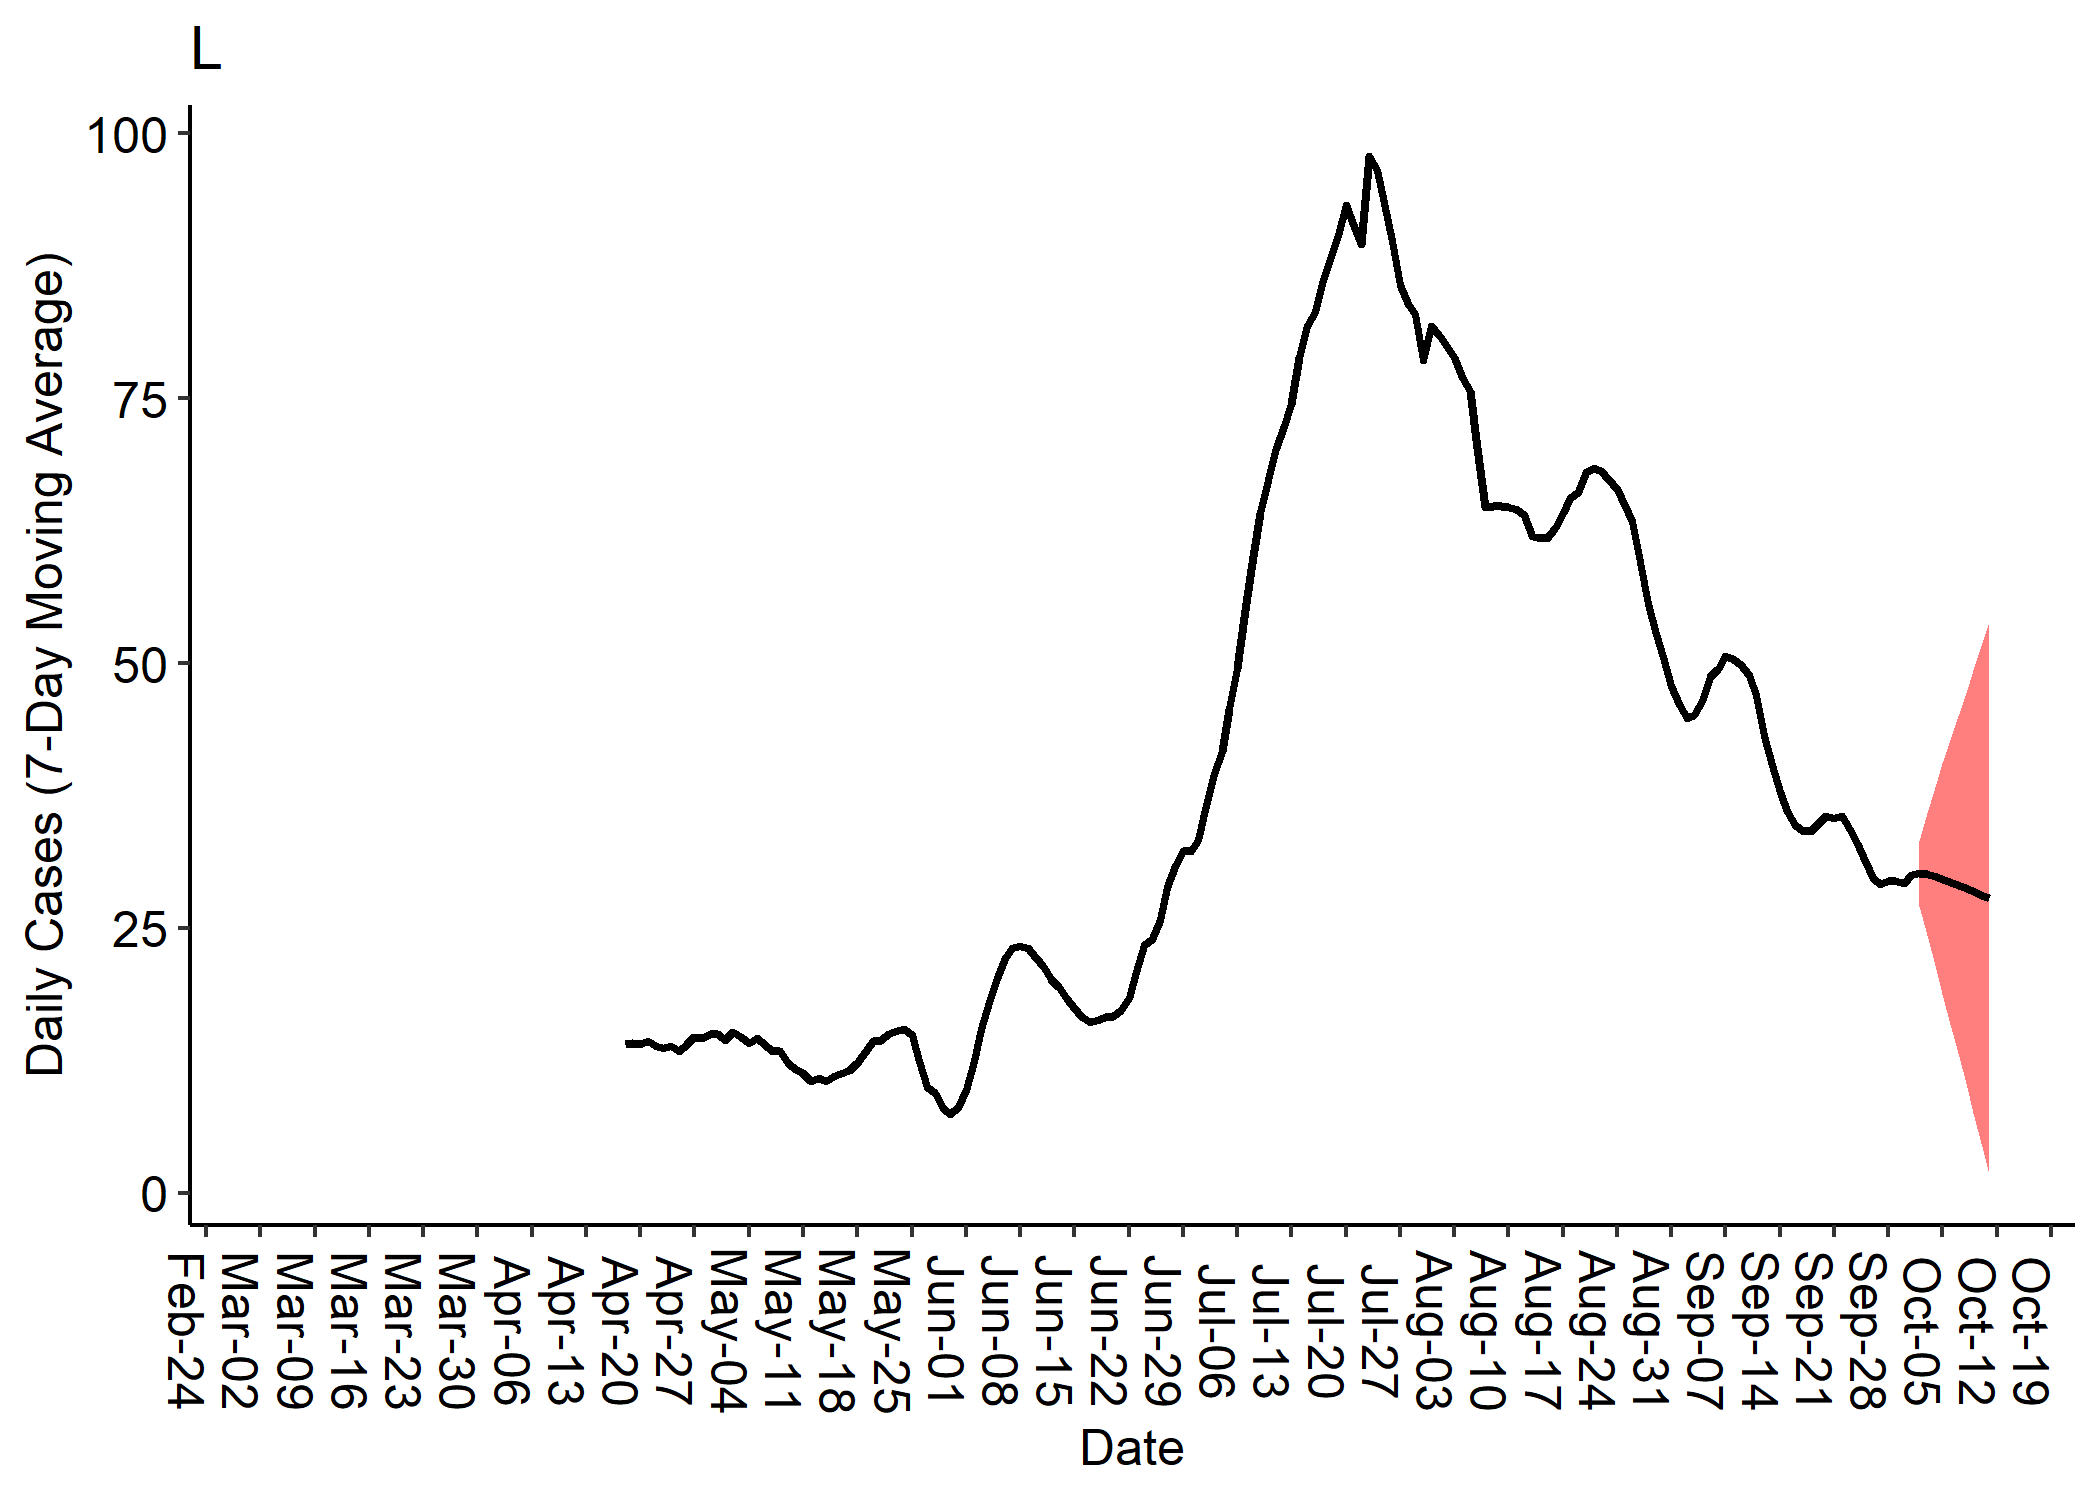 L
Daily Cases (7-Day Moving Average)
100
75
50
25
0
Feb-24
Mar-02
Mar-09
Mar-16
Mar-23
Mar-30
Apr-06
Apr-13
Apr-20
Apr-27
May-04
May-11
May-18
May-25
Jun-01
Jun-08
Jun-15
Jun-22
Jun-29
Jul-06
Jul-13
Jul-20
Jul-27
Aug-03
Aug-10
Aug-17
Aug-24
Aug-31
Sep-07
Sep-14
Sep-21
Sep-28
Oct-05
Oct-12
Oct-19
Date